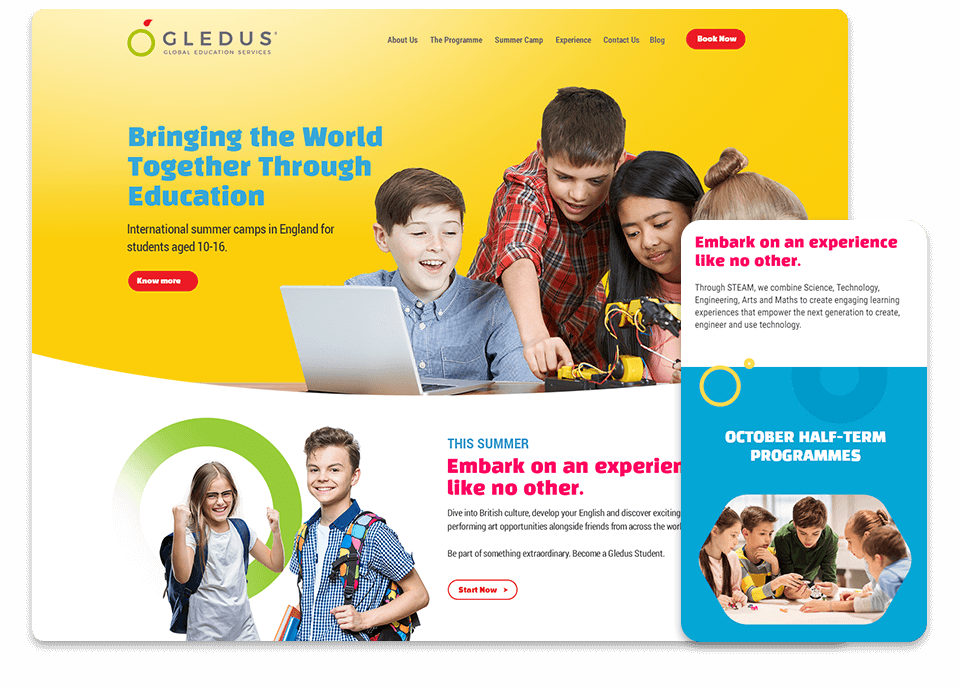 GLEDUS
GLOBAL EDUCATION SERVICES
About Us The Programme Summer Camp Experience Contact Us Blog Book Now
Bringing the World
Together Through
Education
International summer camps in England for
students aged 10-16.
Know more
THIS SUMMER
Embark on an experien
like no other.
Dive into British culture, develop your English and discover exciting
performing art opportunities alongside friends from across the worl
Be part of something extraordinary. Become a Gledus Student.
Start Now >
Embark on an experience
like no other.
Through STEAM, we combine Science, Technology,
Engineering, Arts and Maths to create engaging learning
experiences that empower the next generation to create,
engineer and use technology.
OCTOBER HALF-TERM
PROGRAMMES